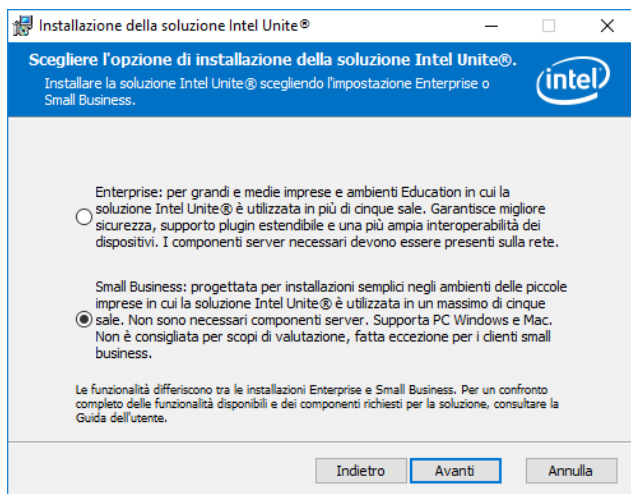 Installazione della soluzione Intel Unite®
Scegliere l'opzione di installazione della soluzione Intel Unite®.
Installare la soluzione Intel Unite® scegliendo l'impostazione Enterprise o
Small Business.
intel
Enterprise: per grandi e medie imprese e ambienti Education in cui la
soluzione Intel Unite® è utilizzata in più di cinque sale. Garantisce migliore
sicurezza, supporto plugin estendibile e una più ampia interoperabilità dei
dispositivi. I componenti server necessari devono essere presenti sulla rete.
Small Business: progettata per installazioni semplici negli ambienti delle piccole
imprese in cui la soluzione Intel Unite® è utilizzata in un massimo di cinque
sale. Non sono necessari componenti server. Supporta PC Windows e Mac.
Non è consigliata per scopi di valutazione, fatta eccezione per i clienti small
business.
Le funzionalità differiscono tra le installazioni Enterprise e Small Business. Per un confronto
completo delle funzionalità disponibili e dei componenti richiesti per la soluzione, consultare la
Guida dell'utente.
Indietro Avanti Annulla